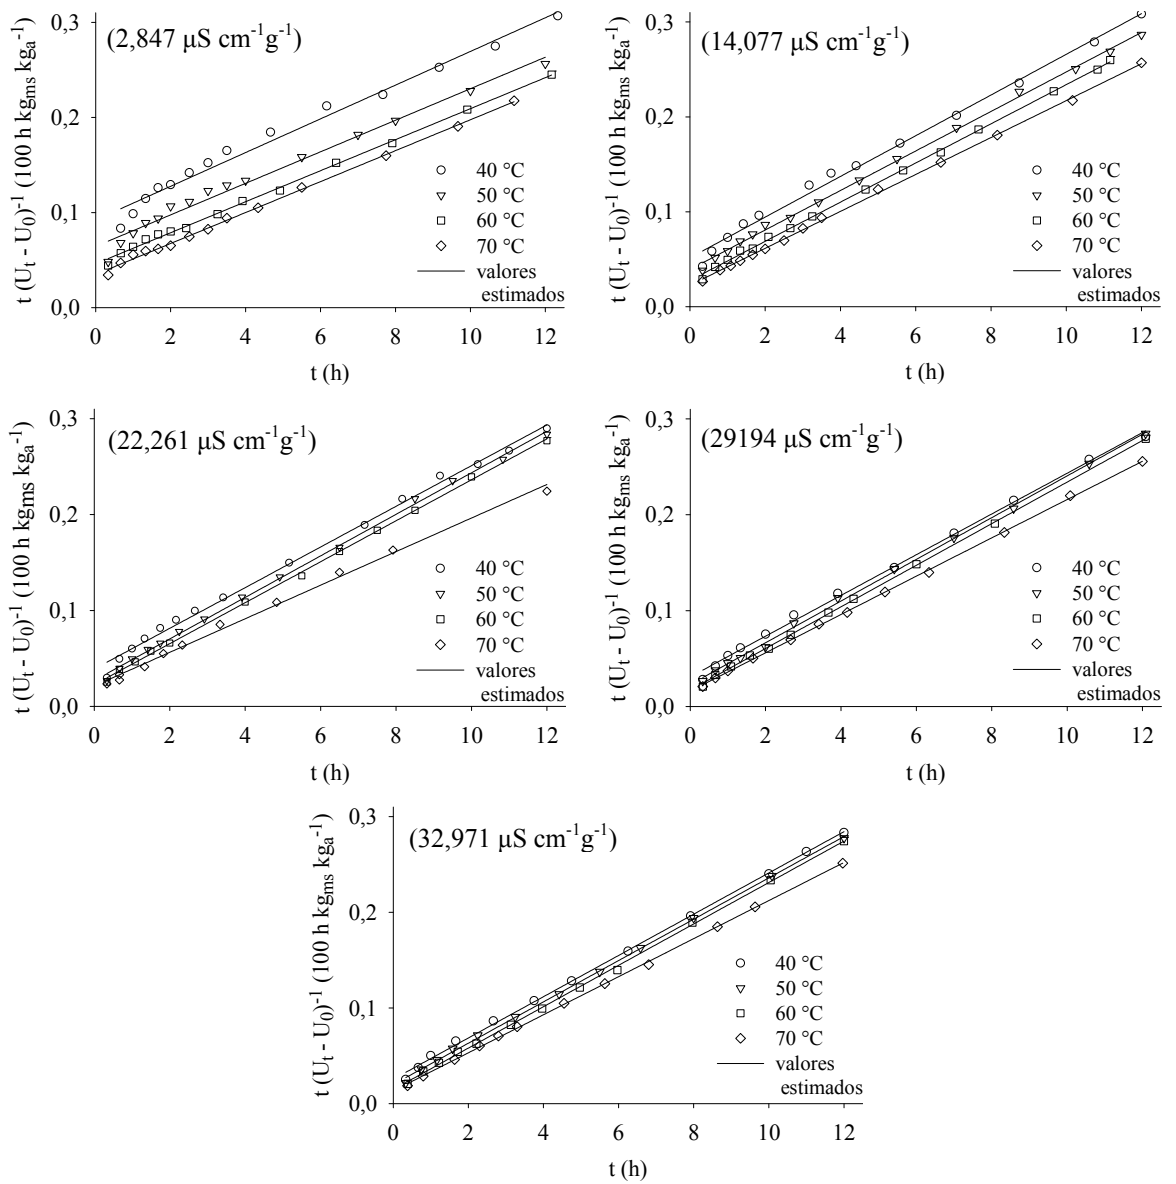 (2,847 µS cm⁻¹g⁻¹)
t (Uₜ - U₀)⁻¹ (100 h kgₘₛ kgₐ⁻¹)
0,3
0,2
0,1
0,0
40 °C
50 °C
60 °C
70 °C
valores
estimados
0 2 4 6 8 10 12
t (h)
(14,077 µS cm⁻¹g⁻¹)
t (Uₜ - U₀)⁻¹ (100 h kgₘₛ kgₐ⁻¹)
0,3
0,2
0,1
0,0
40 °C
50 °C
60 °C
70 °C
valores
estimados
0 2 4 6 8 10 12
t (h)
(22,261 µS cm⁻¹g⁻¹)
t (Uₜ - U₀)⁻¹ (100 h kgₘₛ kgₐ⁻¹)
0,3
0,2
0,1
0,0
40 °C
50 °C
60 °C
70 °C
valores
estimados
0 2 4 6 8 10 12
t (h)
(29194 µS cm⁻¹g⁻¹)
t (Uₜ - U₀)⁻¹ (100 h kgₘₛ kgₐ⁻¹)
0,3
0,2
0,1
0,0
40 °C
50 °C
60 °C
70 °C
valores
estimados
0 2 4 6 8 10 12
t (h)
(32,971 µS cm⁻¹g⁻¹)
t (Uₜ - U₀)⁻¹ (100 h kgₘₛ kgₐ⁻¹)
0,3
0,2
0,1
0,0
40 °C
50 °C
60 °C
70 °C
valores
estimados
0 2 4 6 8 10 12
t (h)